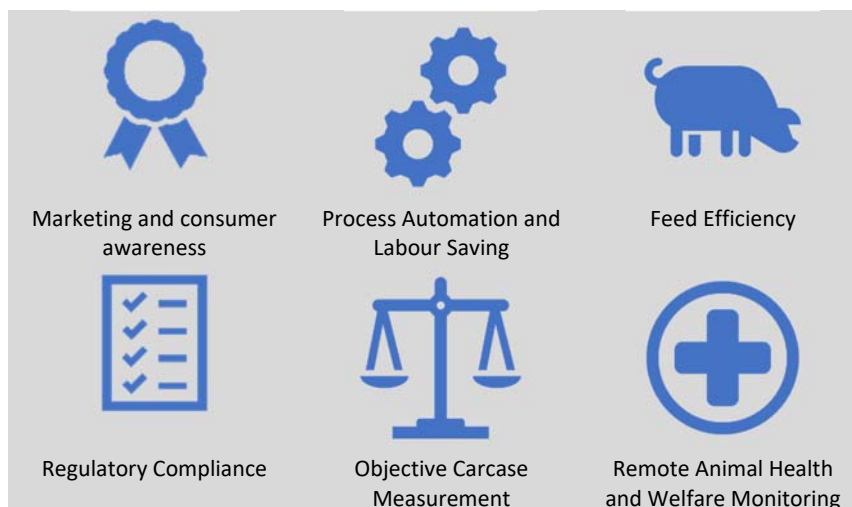 Marketing and consumer
awareness
Process Automation and
Labour Saving
Feed Efficiency
Regulatory Compliance
Objective Carcase
Measurement
Remote Animal Health
and Welfare Monitoring